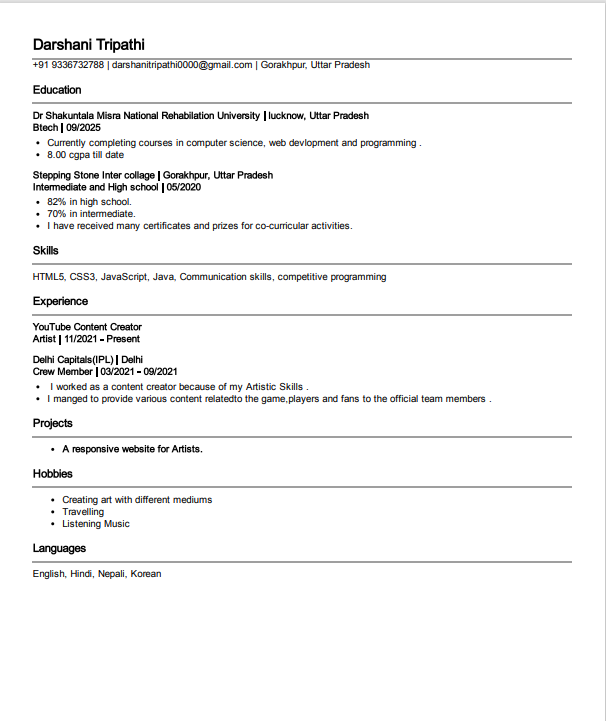 Darshani Tripathi
+91 9336732788 | darshanitripathi0000@gmail.com | Gorakhpur, Uttar Pradesh
Education
Dr Shakuntala Misra National Rehabilation University | lucknow, Uttar Pradesh
Btech | 09/2025
• Currently completing courses in computer science, web devlopment and programming .
• 8.00 cgpa till date
Stepping Stone Inter collage | Gorakhpur, Uttar Pradesh
Intermediate and High school | 05/2020
• 82% in high school.
• 70% in intermediate.
• I have received many certificates and prizes for co-curricular activities.
Skills
HTML5, CSS3, JavaScript, Java, Communication skills, competitive programming
Experience
YouTube Content Creator
Artist | 11/2021 - Present
Delhi Capitals(IPL) | Delhi
Crew Member | 03/2021 - 09/2021
• I worked as a content creator because of my Artistic Skills .
• I manged to provide various content relatedto the game,players and fans to the official team members .
Projects
• A responsive website for Artists.
Hobbies
• Creating art with different mediums
• Travelling
• Listening Music
Languages
English, Hindi, Nepali, Korean